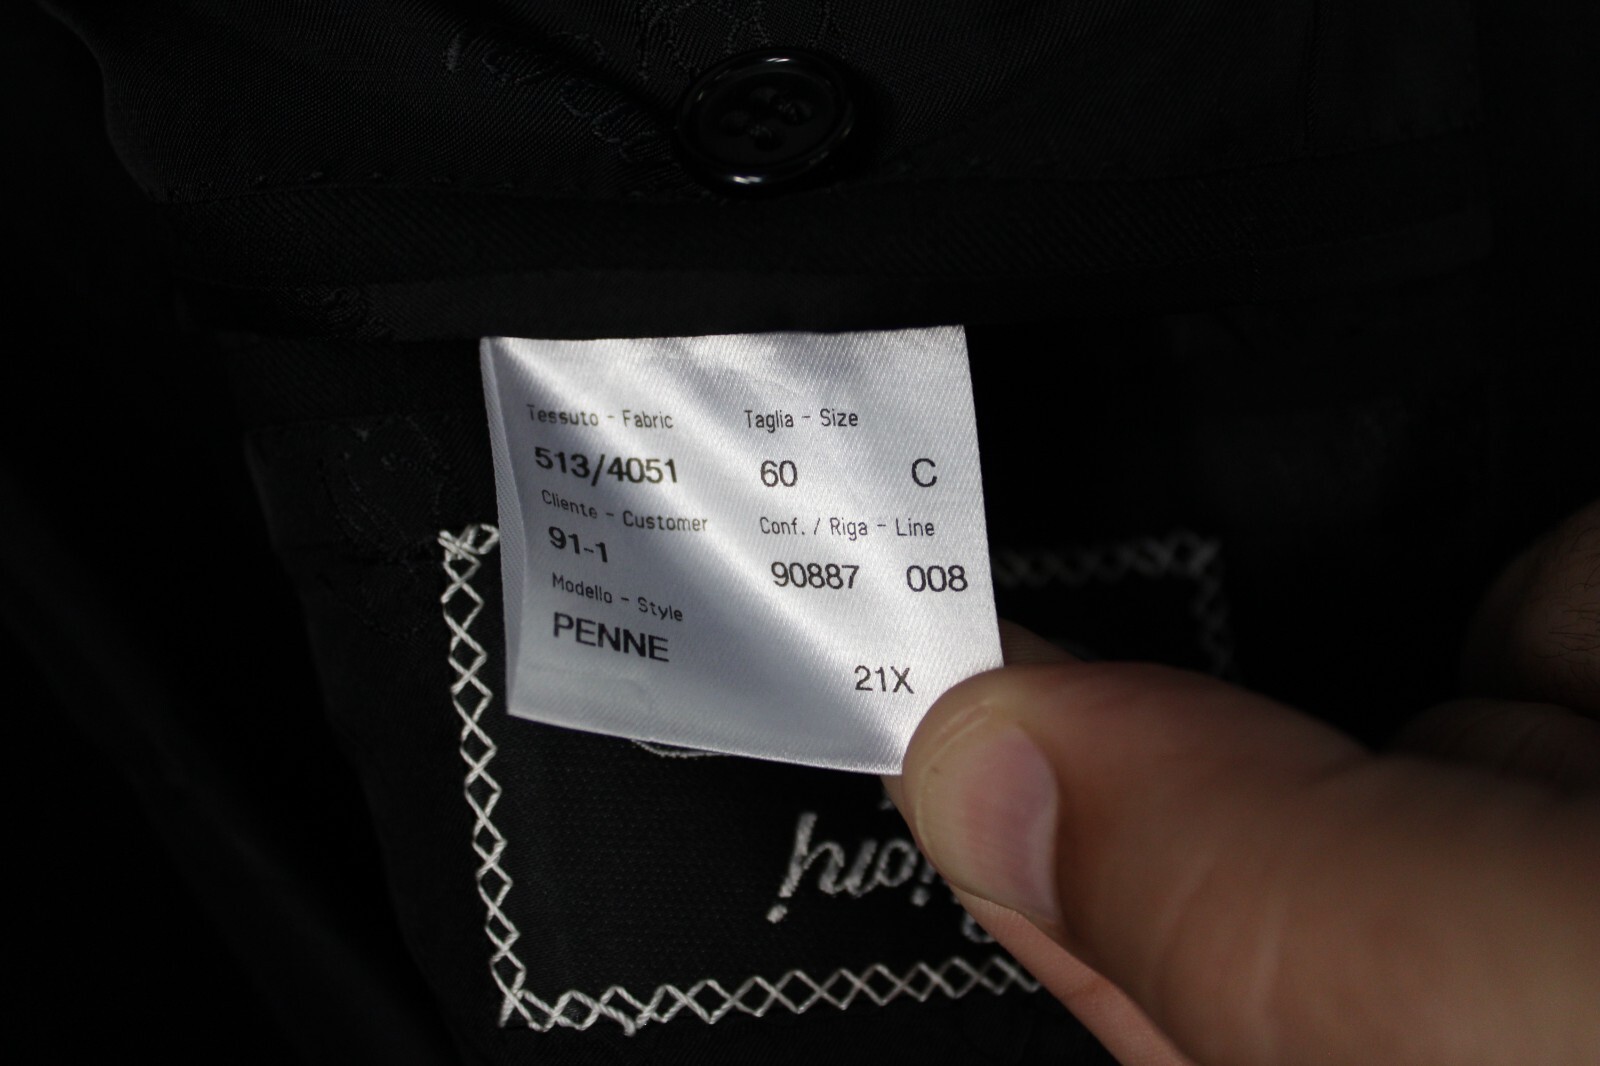 Tessuto - Fabric Taglia - Size
513/4051 60 C
Cliente - Customer Conf. / Riga - Line
91-1 90887 008
Modello - Style
PENNE
21X